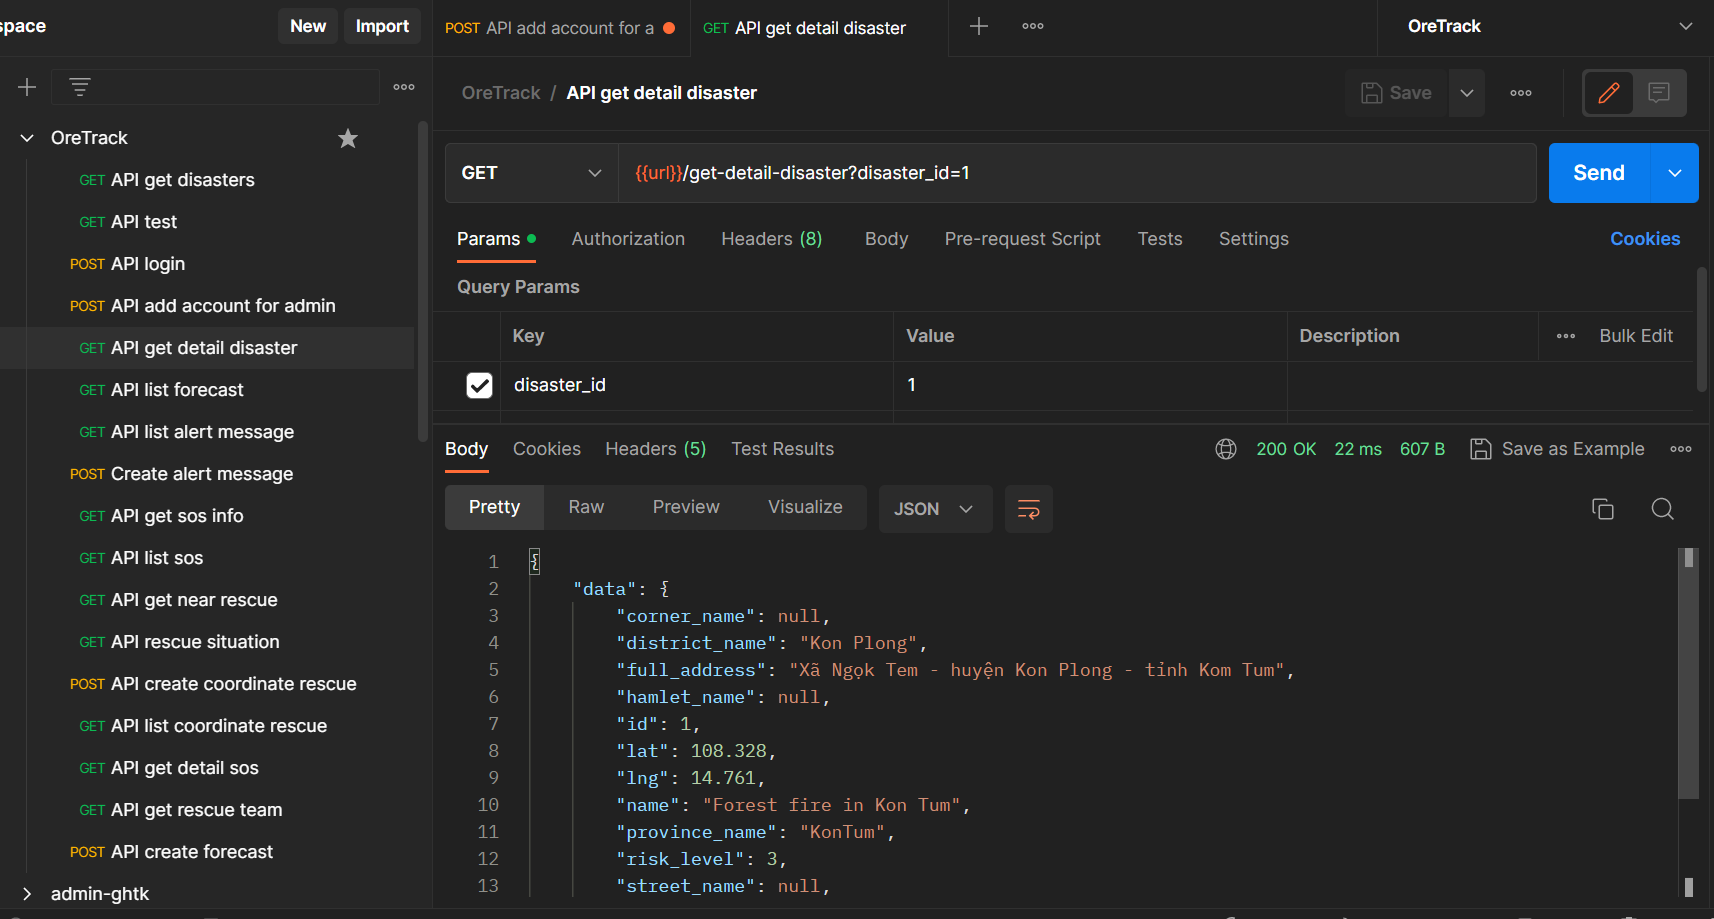 space
New
Import
POST API add account for a
GET API get detail disaster
OreTrack
OreTrack / API get detail disaster
Save
OreTrack
GET API get disasters
GET API test
POST API login
POST API add account for admin
GET API get detail disaster
GET API list forecast
GET API list alert message
POST Create alert message
GET API get sos info
GET API list sos
GET API get near rescue
GET API rescue situation
POST API create coordinate rescue
GET API list coordinate rescue
GET API get detail sos
GET API get rescue team
POST API create forecast
admin-ghtk
GET
{{url}}/get-detail-disaster?disaster_id=1
Send
Params
Authorization
Headers (8)
Body
Pre-request Script
Tests
Settings
Cookies
Query Params
Key
Value
Description
Bulk Edit
disaster_id
1
Body
Cookies
Headers (5)
Test Results
200 OK
22 ms
607 B
Save as Example
Pretty
Raw
Preview
Visualize
JSON
1 {
2 "data": {
3 "corner_name": null,
4 "district_name": "Kon Plong",
5 "full_address": "Xã Ngọk Tem - huyện Kon Plong - tỉnh Kom Tum",
6 "hamlet_name": null,
7 "id": 1,
8 "lat": 108.328,
9 "lng": 14.761,
10 "name": "Forest fire in Kon Tum",
11 "province_name": "KonTum",
12 "risk_level": 3,
13 "street_name": null,